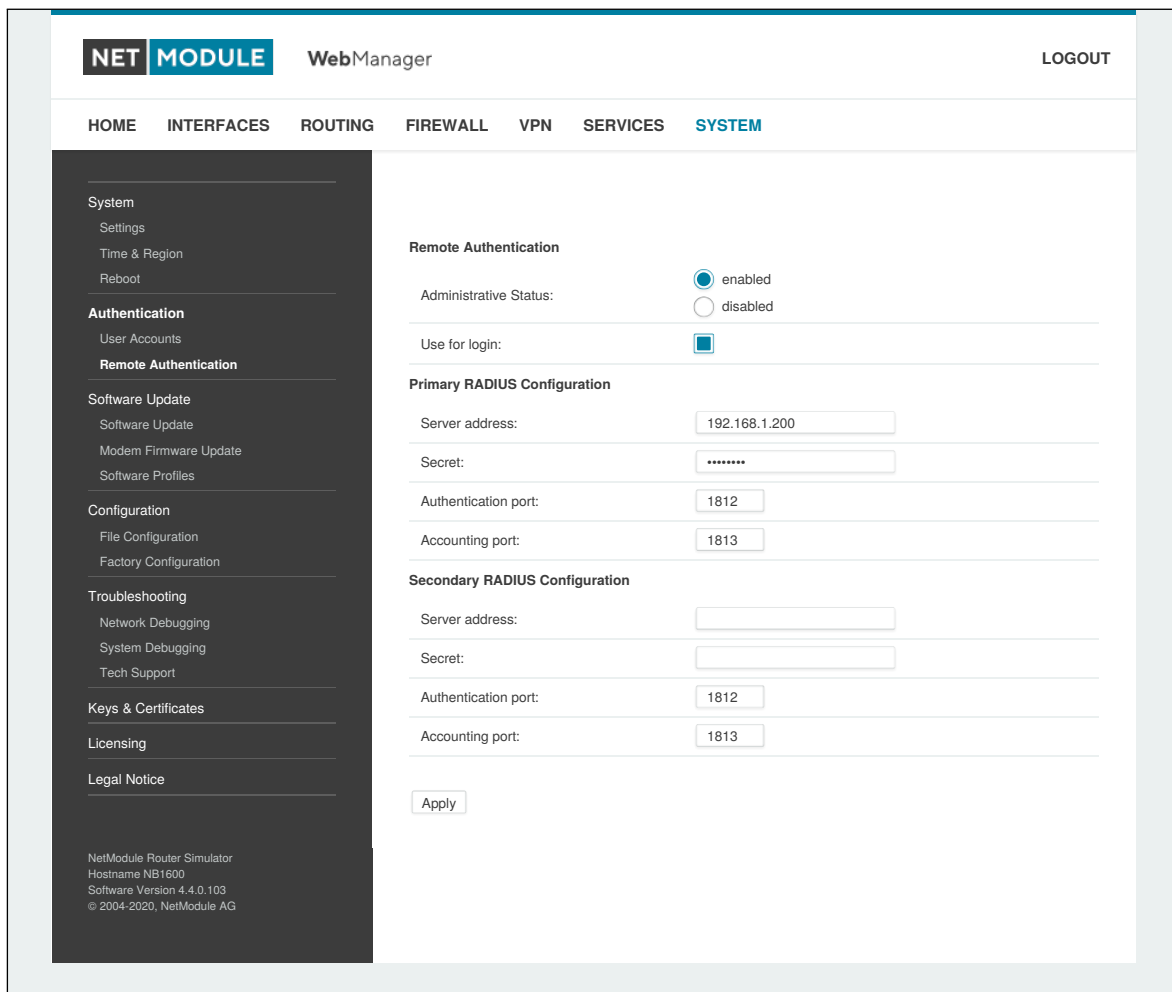 NET MODULE WebManager LOGOUT
HOME INTERFACES ROUTING FIREWALL VPN SERVICES SYSTEM
System
Settings
Time & Region
Reboot
Authentication
User Accounts
Remote Authentication
Software Update
Software Update
Modem Firmware Update
Software Profiles
Configuration
File Configuration
Factory Configuration
Troubleshooting
Network Debugging
System Debugging
Tech Support
Keys & Certificates
Licensing
Legal Notice
NetModule Router Simulator
Hostname NB1600
Software Version 4.4.0.103
© 2004-2020, NetModule AG
Remote Authentication
Administrative Status:
enabled
disabled
Use for login:
Primary RADIUS Configuration
Server address: 192.168.1.200
Secret: ••••••••
Authentication port: 1812
Accounting port: 1813
Secondary RADIUS Configuration
Server address:
Secret:
Authentication port: 1812
Accounting port: 1813
Apply